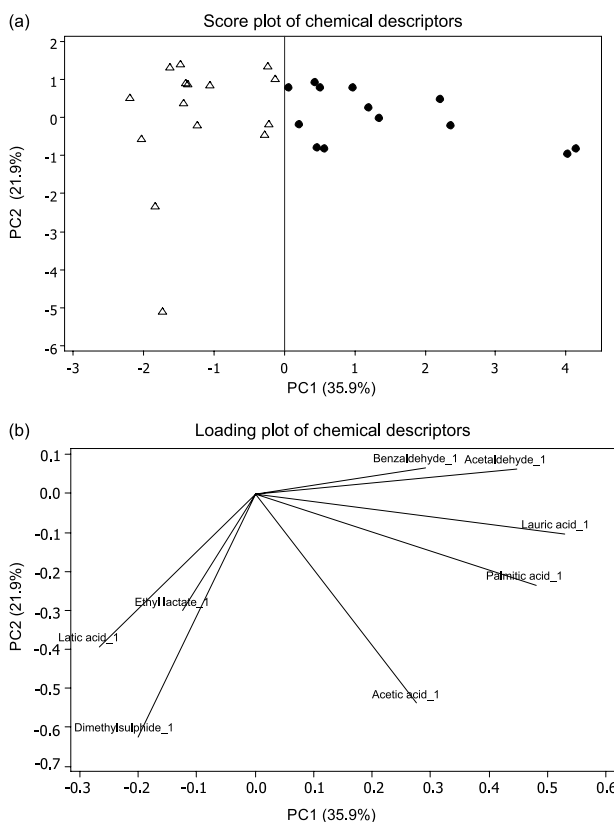 (a)
Score plot of chemical descriptors
2
1
0
-1
-2
-3
-4
-5
-6
PC2 (21.9%)
-3 -2 -1 0 1 2 3 4
PC1 (35.9%)
(b)
Loading plot of chemical descriptors
0.1
0.0
-0.1
-0.2
-0.3
-0.4
-0.5
-0.6
-0.7
PC2 (21.9%)
Benzaldehyde_1
Acetaldehyde_1
Lauric acid_1
Palmitic acid_1
Ethyl lactate_1
Latic acid_1
Acetic acid_1
Dimethylsulphide_1
-0.3 -0.2 -0.1 0.0 0.1 0.2 0.3 0.4 0.5 0.6
PC1 (35.9%)